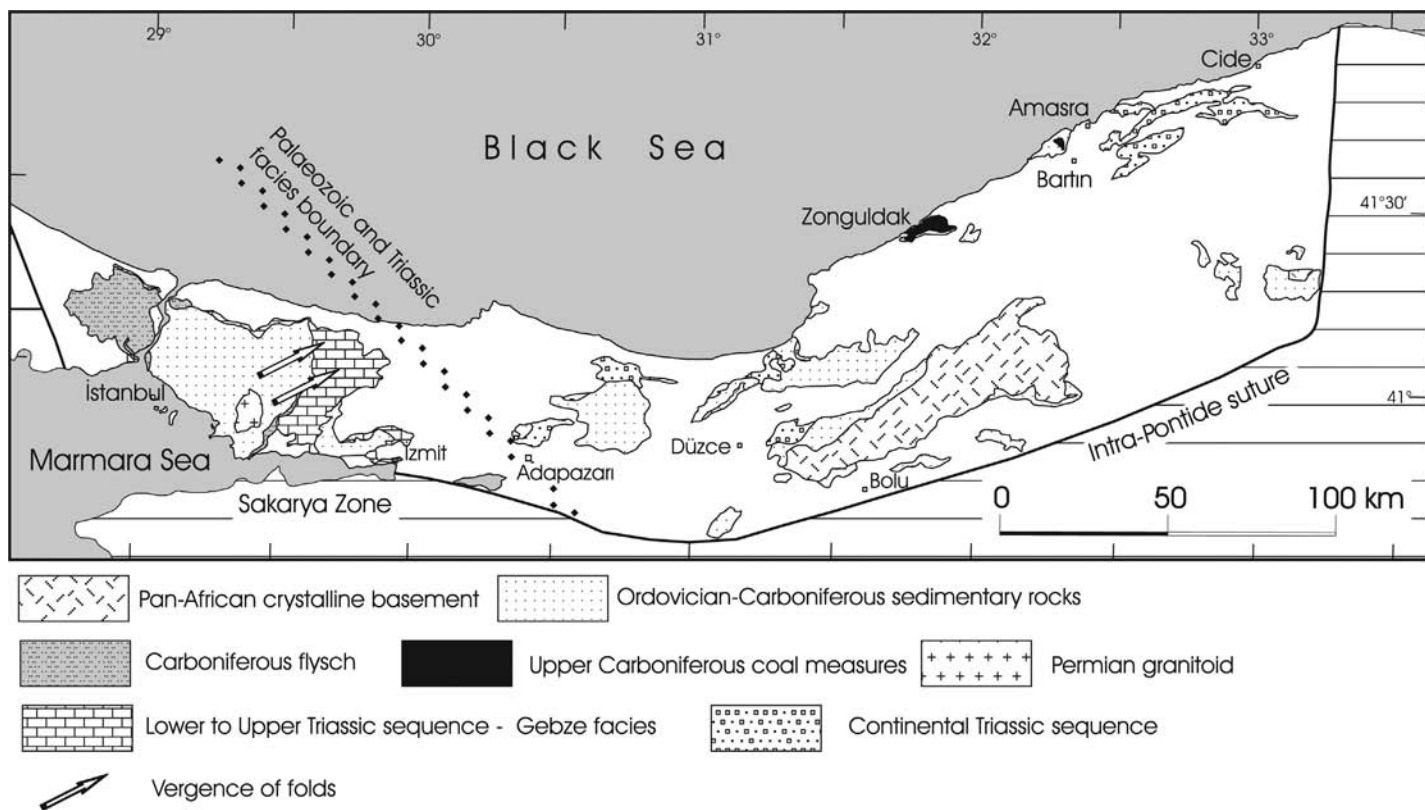 29°
30°
31°
32°
33°
Cide
Amasra
Black Sea
Palaeozoic and Triassic
facies boundary
Bartın
Zonguldak
41°30′
İstanbul
41°
Intra-Pontide suture
Marmara Sea
İzmit
Düzce
Adapazarı
Bolu
Sakarya Zone
0 50 100 km
Pan-African crystalline basement
Ordovician-Carboniferous sedimentary rocks
Carboniferous flysch
Upper Carboniferous coal measures
Permian granitoid
Lower to Upper Triassic sequence - Gebze facies
Continental Triassic sequence
Vergence of folds